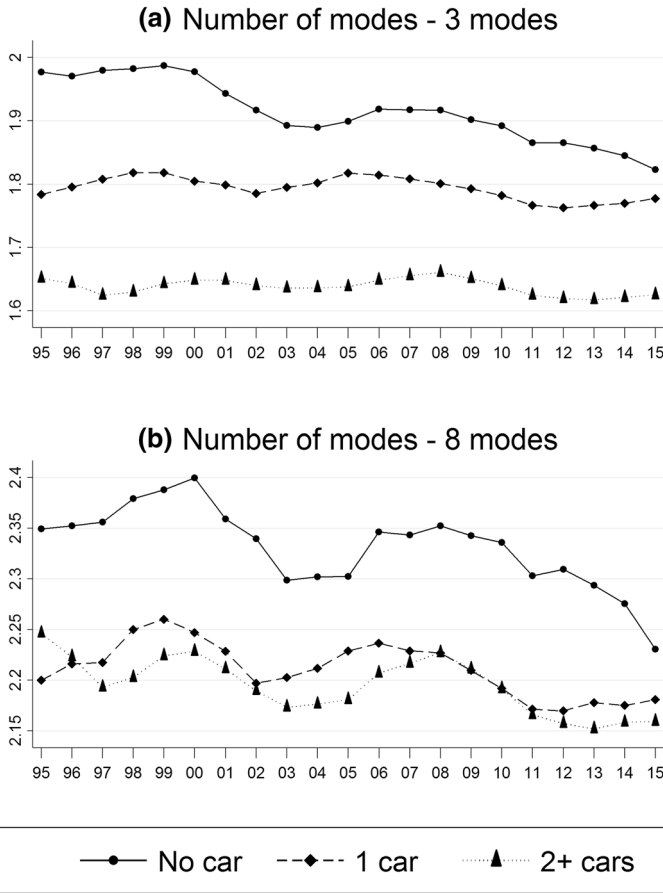 (a) Number of modes - 3 modes
2
1.9
1.8
1.7
1.6
95 96 97 98 99 00 01 02 03 04 05 06 07 08 09 10 11 12 13 14 15
(b) Number of modes - 8 modes
2.4
2.35
2.3
2.25
2.2
2.15
95 96 97 98 99 00 01 02 03 04 05 06 07 08 09 10 11 12 13 14 15
No car 1 car 2+ cars